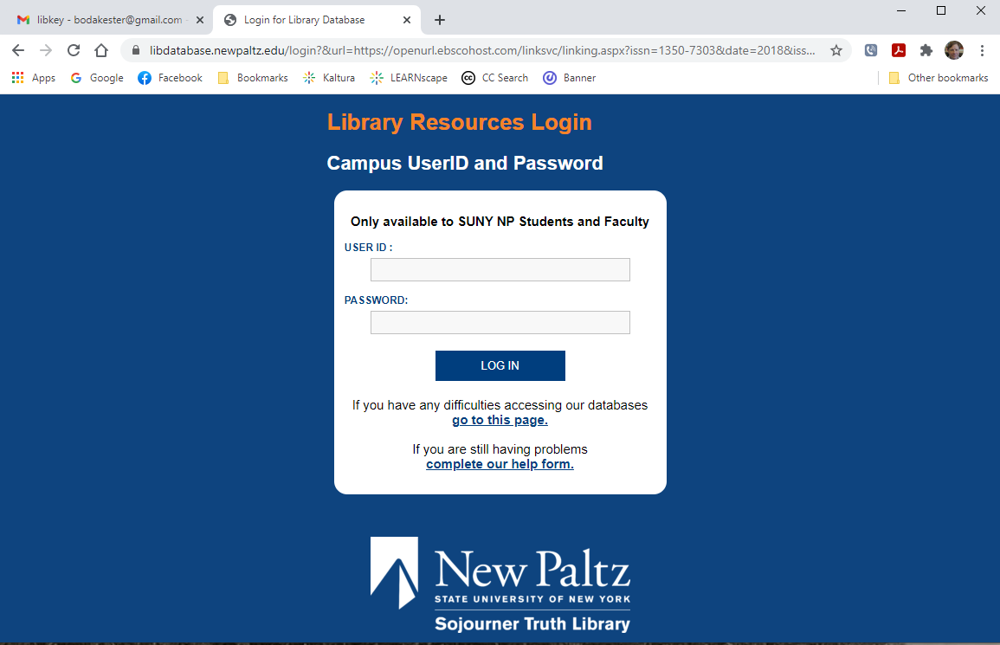 libkey - bodakester@gmail.com -
Login for Library Database
libdatabase.newpaltz.edu/login?&url=https://openurl.ebscohost.com/linksvc/linking.aspx?issn=1350-7303&date=2018&iss...
Apps Google Facebook Bookmarks Kaltura LEARNscape CC Search Banner Other bookmarks
Library Resources Login
Campus UserID and Password
Only available to SUNY NP Students and Faculty
USER ID :
PASSWORD:
LOG IN
If you have any difficulties accessing our databases
go to this page.
If you are still having problems
complete our help form.
New Paltz
STATE UNIVERSITY OF NEW YORK
Sojourner Truth Library